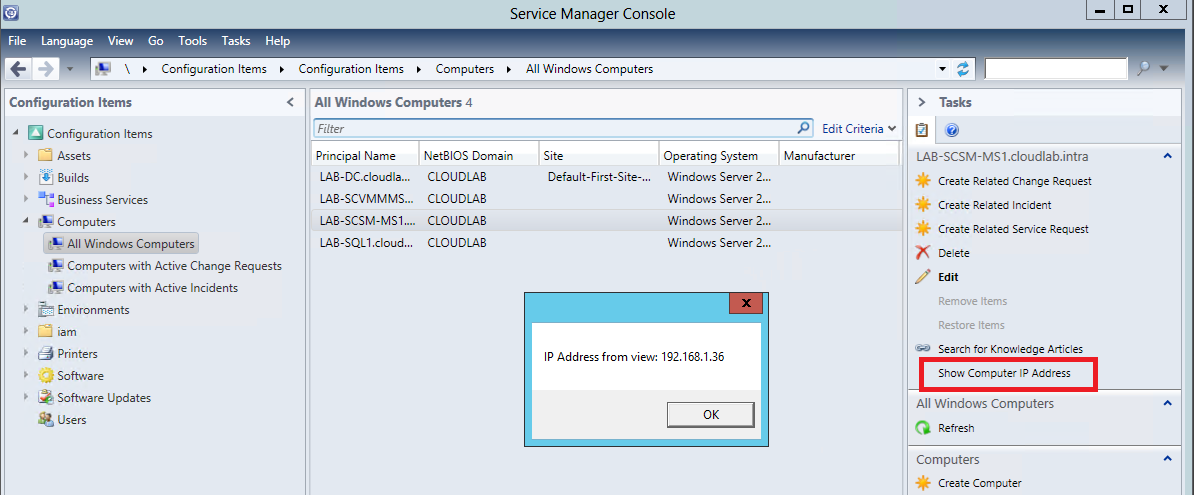 Service Manager Console
File Language View Go Tools Tasks Help
\ Configuration Items Configuration Items Computers All Windows Computers
Configuration Items
Configuration Items
Assets
Builds
Business Services
Computers
All Windows Computers
Computers with Active Change Requests
Computers with Active Incidents
Environments
iam
Printers
Software
Software Updates
Users
All Windows Computers 4
Filter Edit Criteria
Principal Name NetBIOS Domain Site Operating System Manufacturer
LAB-DC.cloudla... CLOUDLAB Default-First-Site-... Windows Server 2...
LAB-SCVMMMS... CLOUDLAB Windows Server 2...
LAB-SCSM-MS1.... CLOUDLAB Windows Server 2...
LAB-SQL1.cloud... CLOUDLAB Windows Server 2...
x
IP Address from view: 192.168.1.36
OK
Tasks
LAB-SCSM-MS1.cloudlab.intra
Create Related Change Request
Create Related Incident
Create Related Service Request
Delete
Edit
Remove Items
Restore Items
Search for Knowledge Articles
Show Computer IP Address
All Windows Computers
Refresh
Computers
Create Computer